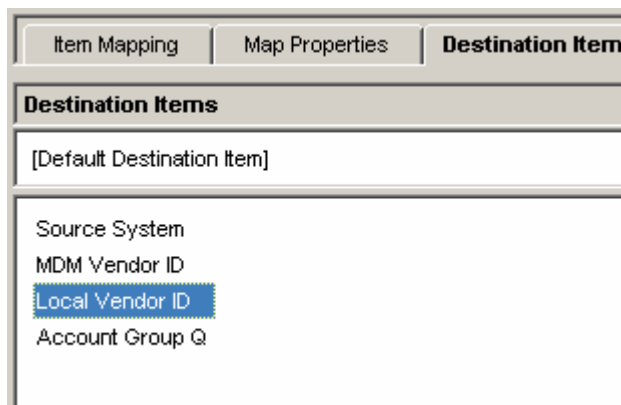 Item Mapping Map Properties Destination Item
Destination Items
[Default Destination Item]
Source System
MDM Vendor ID
Local Vendor ID
Account Group Q